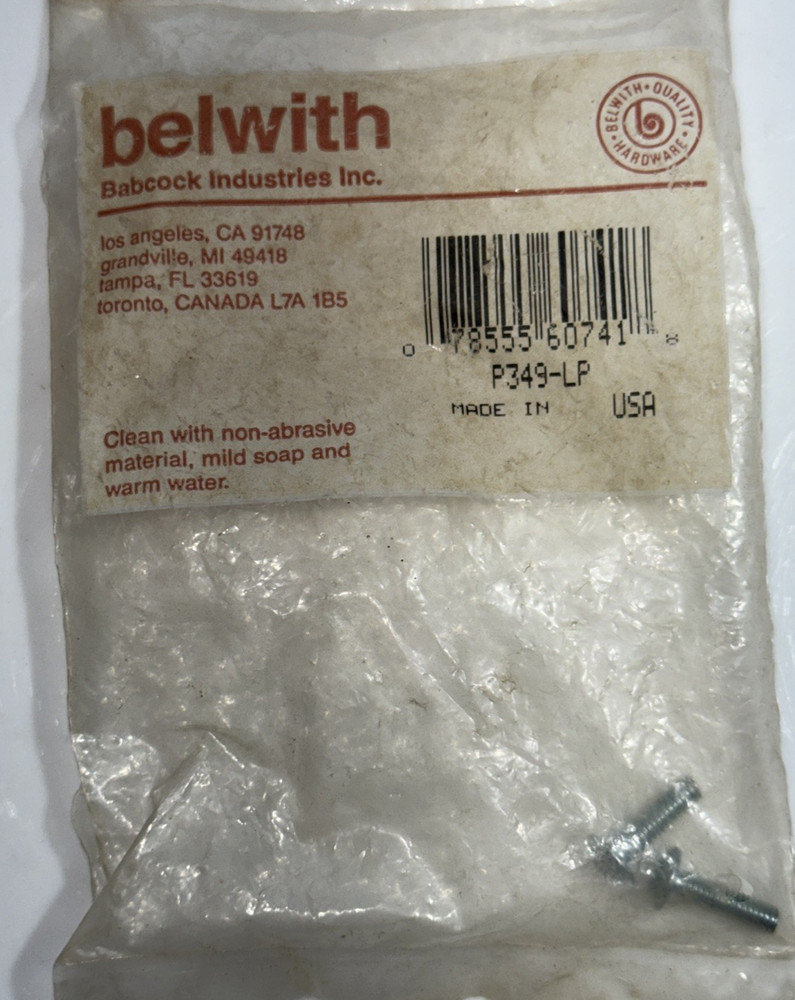 belwith
BELWITH • QUALITY • HARDWARE •
b
Babcock Industries Inc.
los angeles, CA 91748
grandville, MI 49418
tampa, FL 33619
toronto, CANADA L7A 1B5
0 78555 60741 8
P349-LP
MADE IN USA
Clean with non-abrasive
material, mild soap and
warm water.